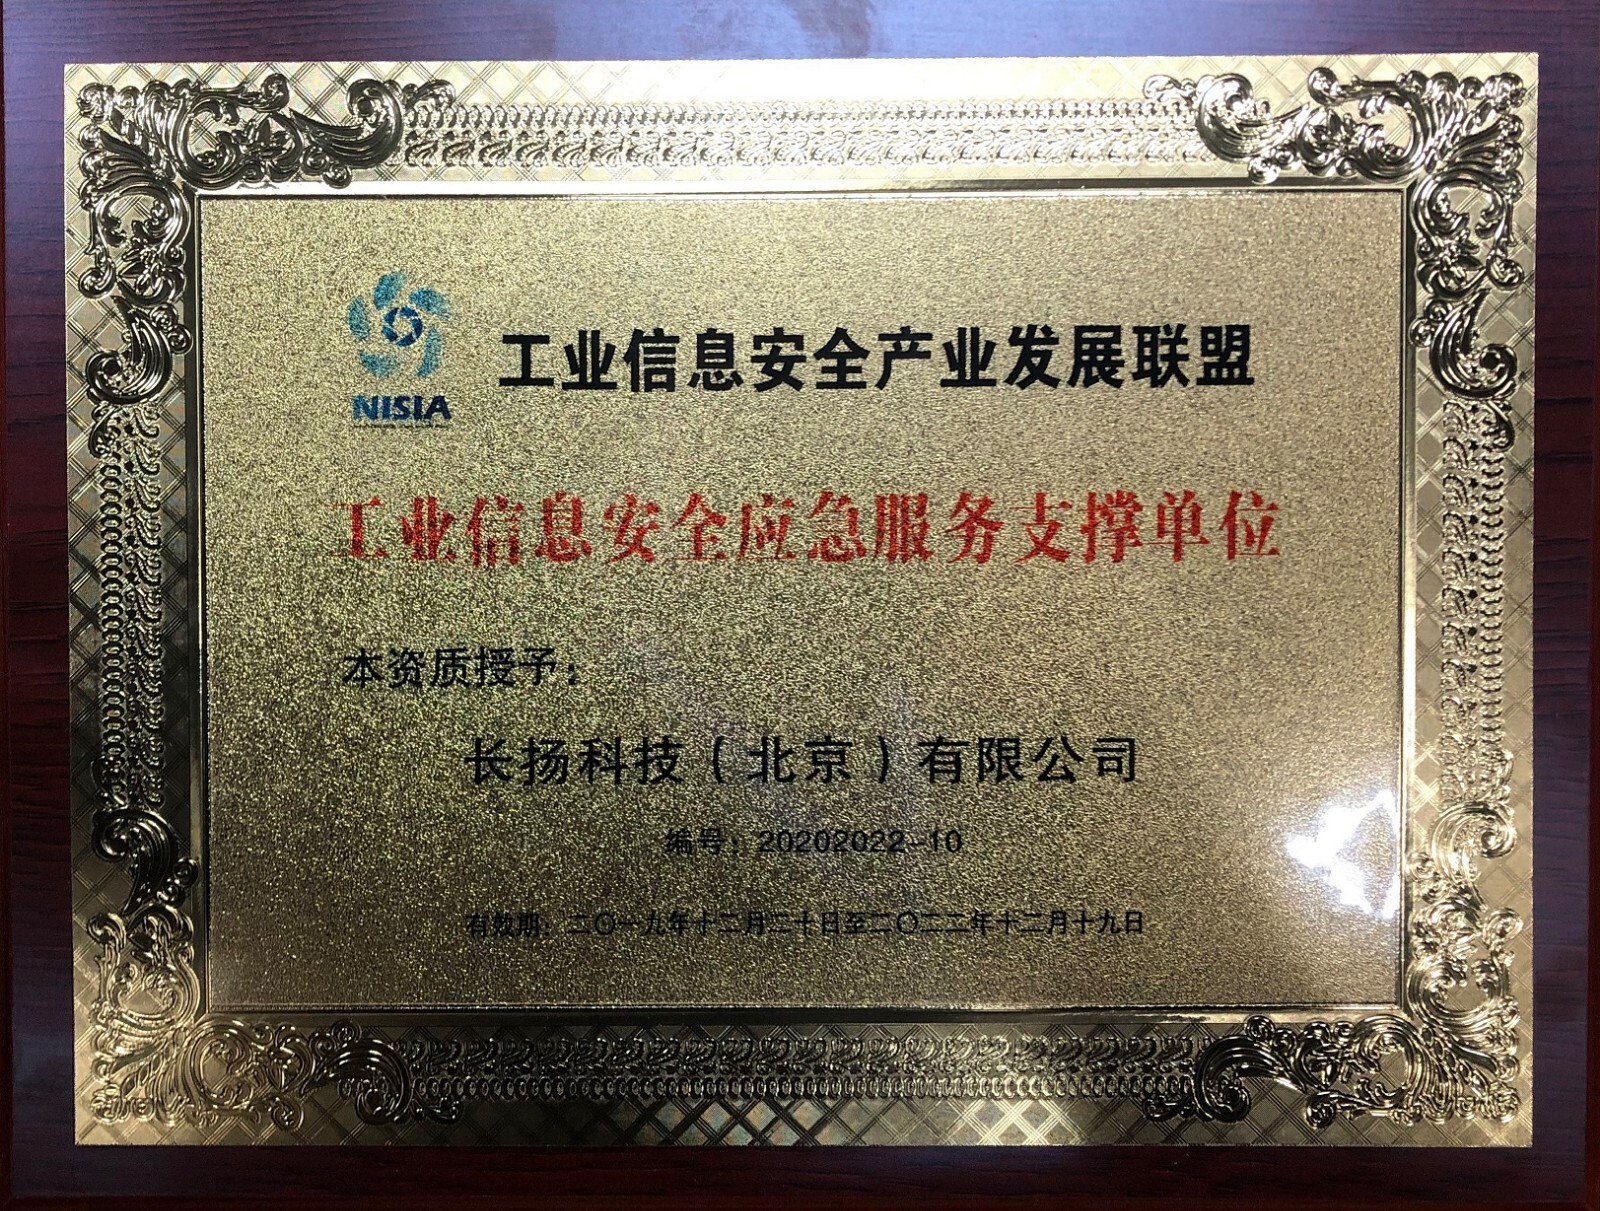 NISIA
工业信息安全产业发展联盟
工业信息安全应急服务支撑单位
本资质授予：
长扬科技（北京）有限公司
编号：20202022-10
有效期：二〇一九年十二月二十日至二〇二二年十二月十九日